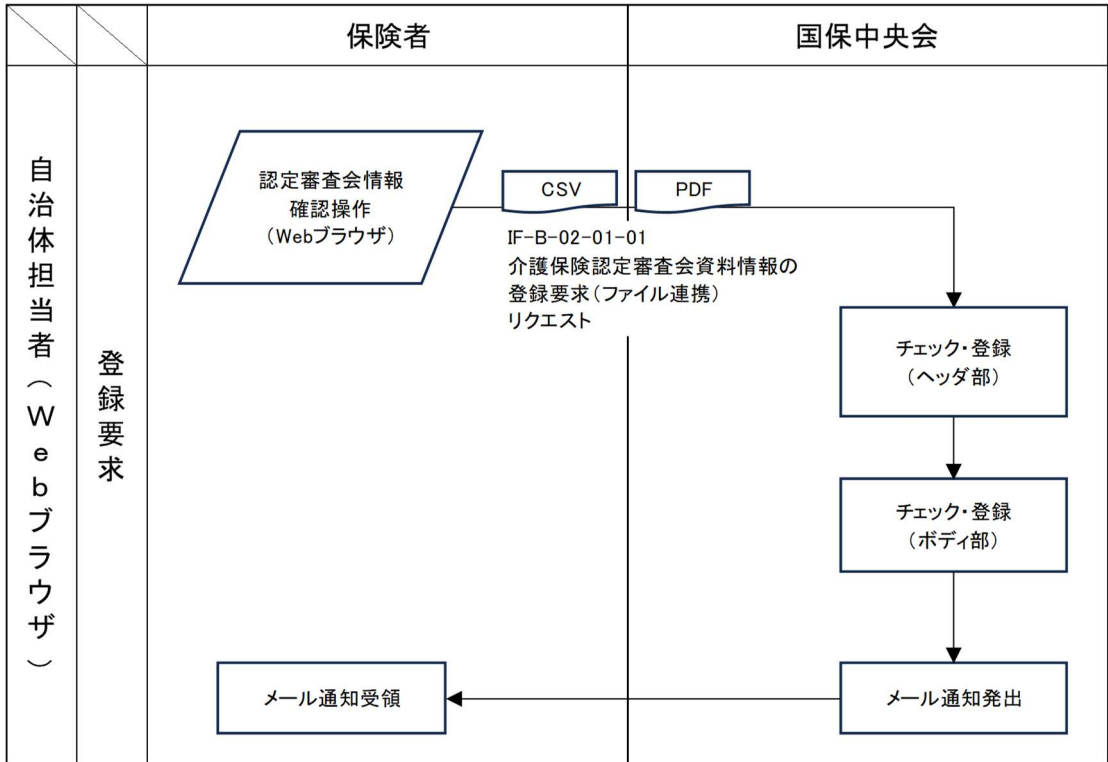 保険者
国保中央会
自治体担当者（Webブラウザ）
登録要求
認定審査会情報
確認操作
（Webブラウザ）
CSV
PDF
IF-B-02-01-01
介護保険認定審査会資料情報の
登録要求（ファイル連携）
リクエスト
チェック・登録
（ヘッダ部）
チェック・登録
（ボディ部）
メール通知受領
メール通知発出